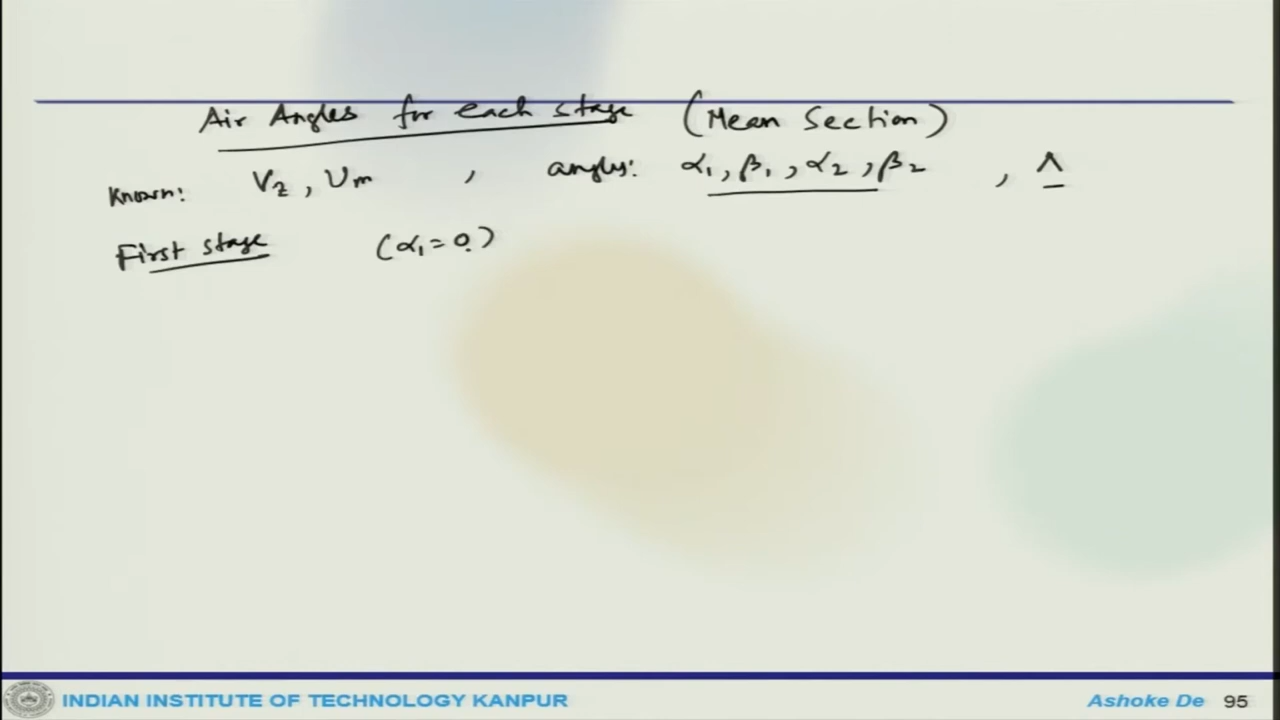 Air Angles for each stage (Mean Section)
Known: Vz, Um , angles: α₁, β₁, α₂, β₂ , Λ
First stage (α₁ = 0)
INDIAN INSTITUTE OF TECHNOLOGY KANPUR Ashoke De 95